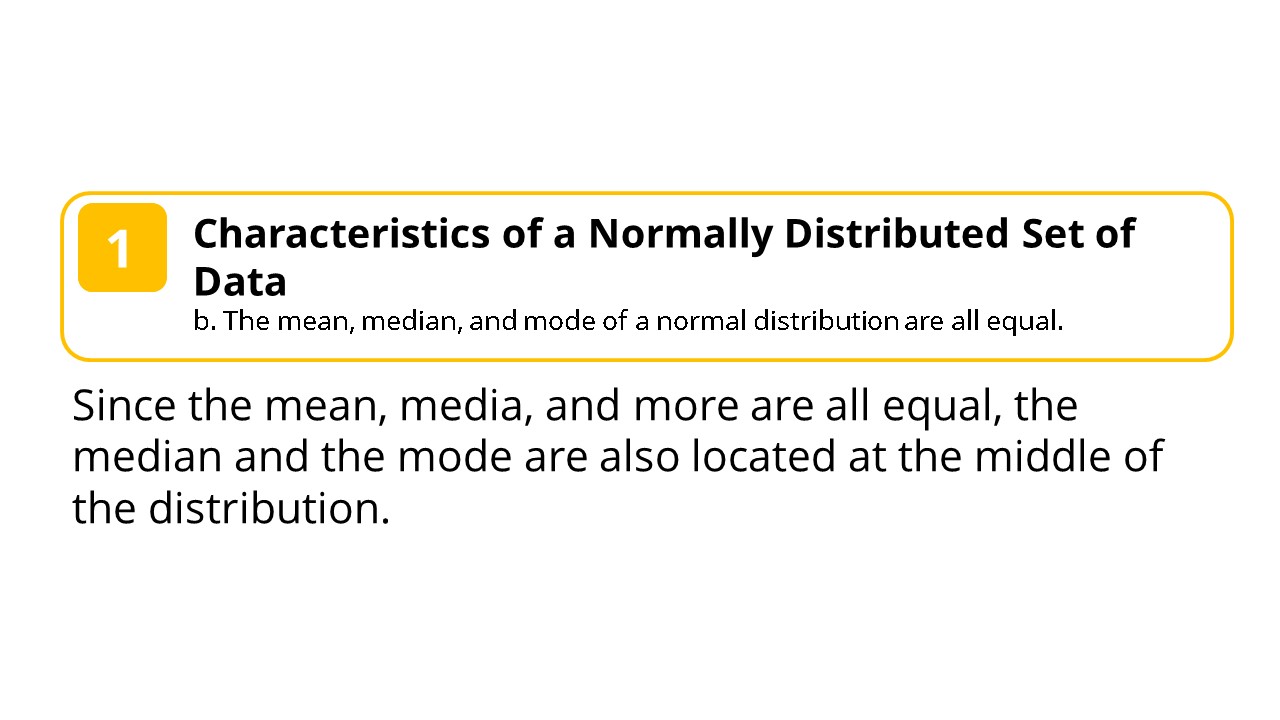 1
Characteristics of a Normally Distributed Set of
Data
b. The mean, median, and mode of a normal distribution are all equal.
Since the mean, media, and more are all equal, the
median and the mode are also located at the middle of
the distribution.